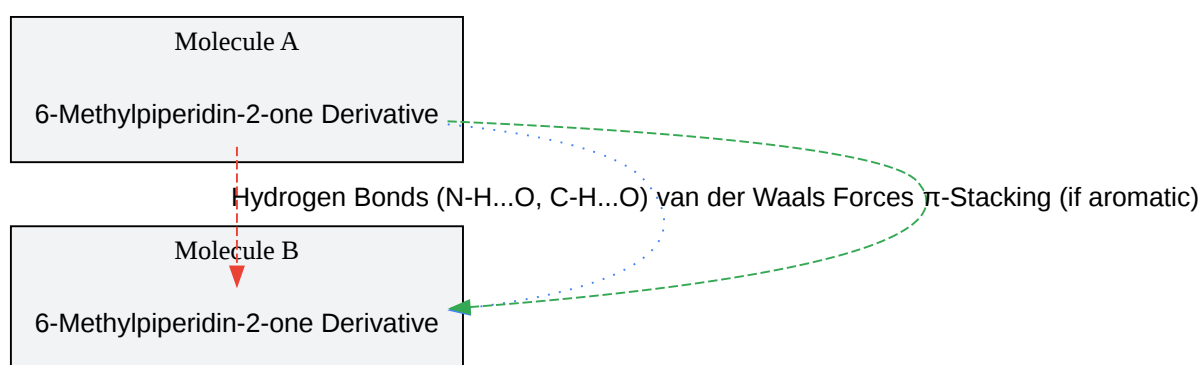 Molecule A
6-Methylpiperidin-2-one Derivative
Hydrogen Bonds (N-H...O, C-H...O) van der Waals Forces π-Stacking (if aromatic)
Molecule B
6-Methylpiperidin-2-one Derivative